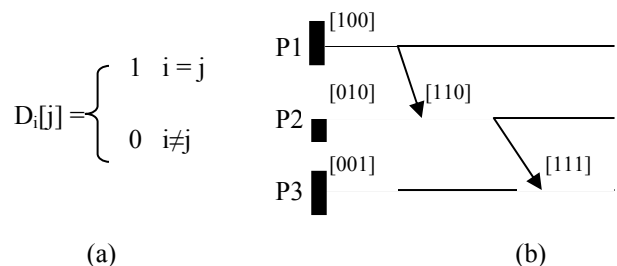 Dᵢ[j] =
1 i = j
0 i≠j
(a)
[100]
P1
[010] [110]
P2
[001] [111]
P3
(b)